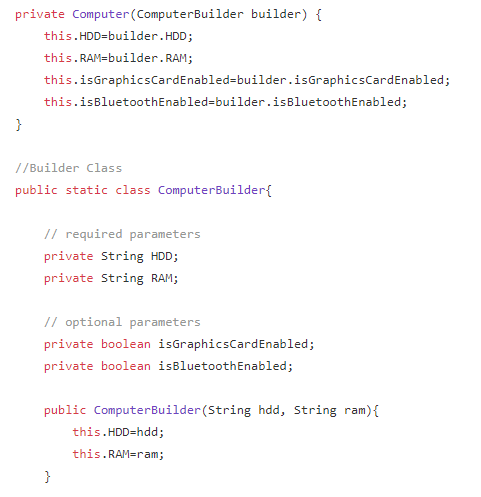 private Computer(ComputerBuilder builder) {
    this.HDD=builder.HDD;
    this.RAM=builder.RAM;
    this.isGraphicsCardEnabled=builder.isGraphicsCardEnabled;
    this.isBluetoothEnabled=builder.isBluetoothEnabled;
}

//Builder Class
public static class ComputerBuilder{

    // required parameters
    private String HDD;
    private String RAM;

    // optional parameters
    private boolean isGraphicsCardEnabled;
    private boolean isBluetoothEnabled;

    public ComputerBuilder(String hdd, String ram){
        this.HDD=hdd;
        this.RAM=ram;
    }